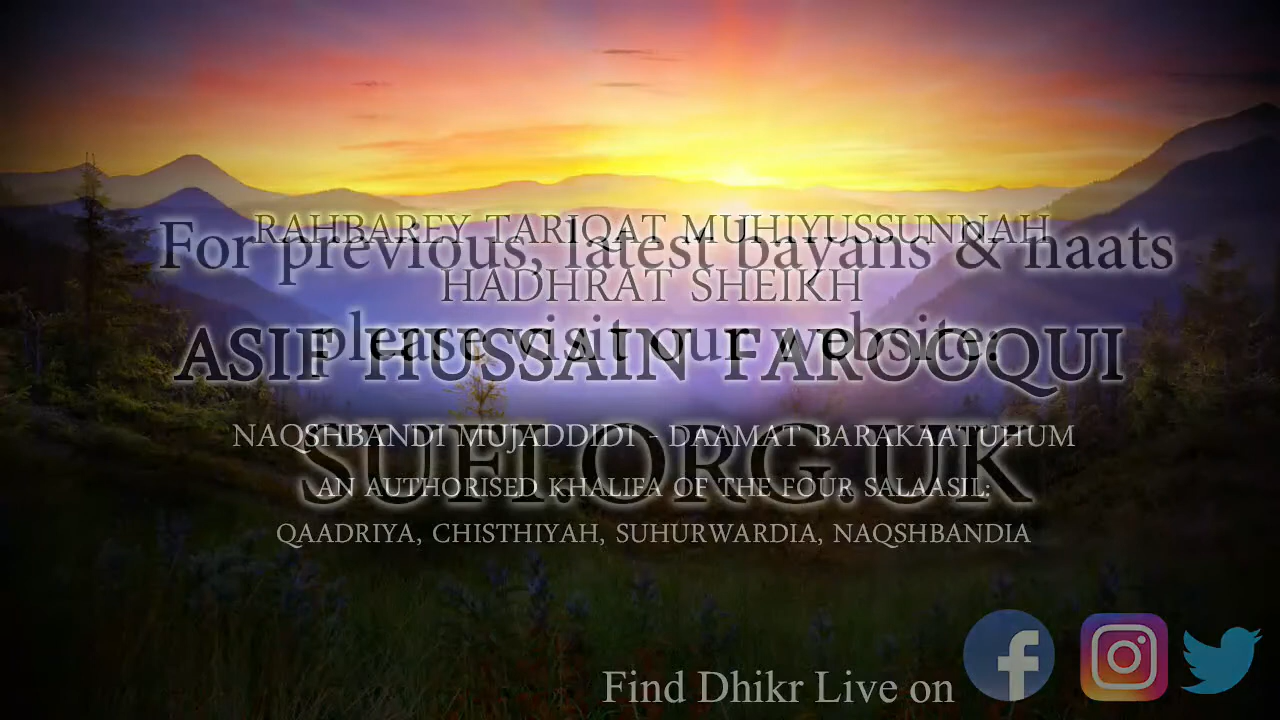 RAHBAREY TARIQAT MUHIYUSSUNNAH
For previous, latest bayans & naats
HADHRAT SHEIKH
please visit our website:
ASIF HUSSAIN FAROOQUI
NAQSHBANDI MUJADDIDI - DAAMAT BARAKAATUHUM
SUFI.ORG.UK
AN AUTHORISED KHALIFA OF THE FOUR SALAASIL:
QAADRIYA, CHISTHIYAH, SUHURWARDIA, NAQSHBANDIA
Find Dhikr Live on